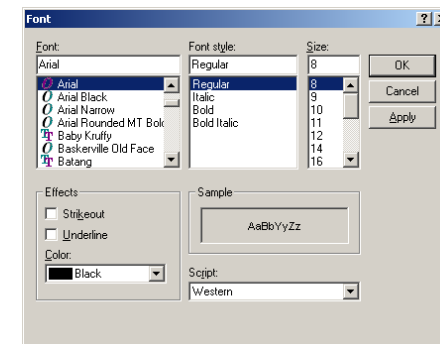 Font
Font:
Arial
Arial
Arial Black
Arial Narrow
Arial Rounded MT Bold
Baby Kruffy
Baskerville Old Face
Batang
Font style:
Regular
Regular
Italic
Bold
Bold Italic
Size:
8
8
9
10
11
12
14
16
OK
Cancel
Apply
Effects
Strikeout
Underline
Color:
Black
Sample
AaBbYyZz
Script:
Western